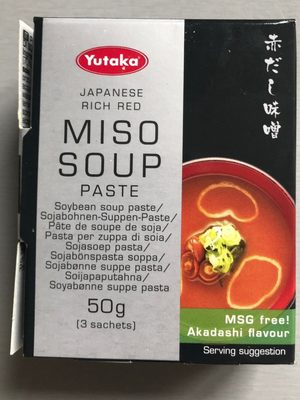 Yutaka®
JAPANESE
RICH RED
MISO
SOUP
PASTE
Soybean soup paste/
Sojabohnen-Suppen-Paste/
Pâte de soupe de soja/
Pasta per zuppa di soia/
Sojasoep pasta/
Sojabönspasta soppa/
Sojabønne suppe pasta/
Soijapaputahna/
Soyabønne suppe pasta
50g
(3 sachets)
赤だし味噌
MSG free!
Akadashi flavour
Serving suggestion